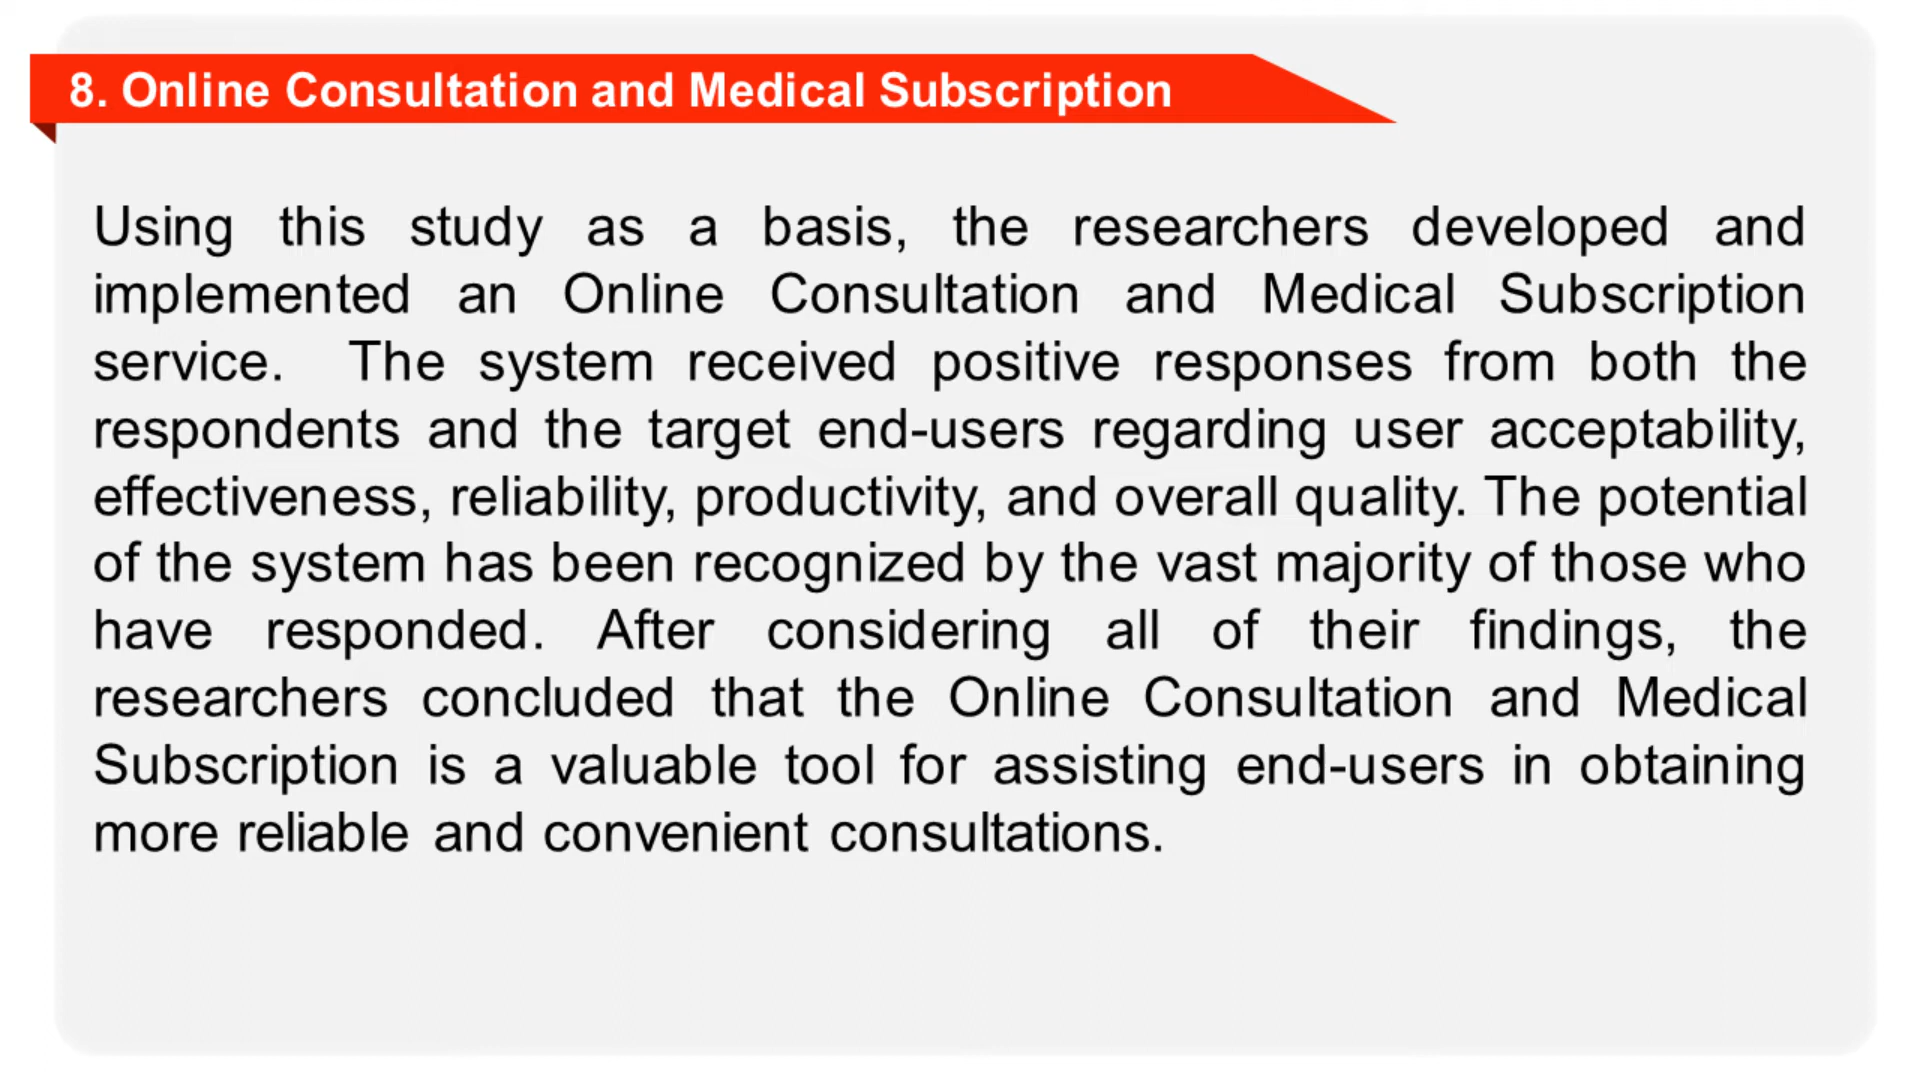 8. Online Consultation and Medical Subscription
Using this study as a basis, the researchers developed and
implemented an Online Consultation and Medical Subscription
service. The system received positive responses from both the
respondents and the target end-users regarding user acceptability,
effectiveness, reliability, productivity, and overall quality. The potential
of the system has been recognized by the vast majority of those who
have responded. After considering all of their findings, the
researchers concluded that the Online Consultation and Medical
Subscription is a valuable tool for assisting end-users in obtaining
more reliable and convenient consultations.